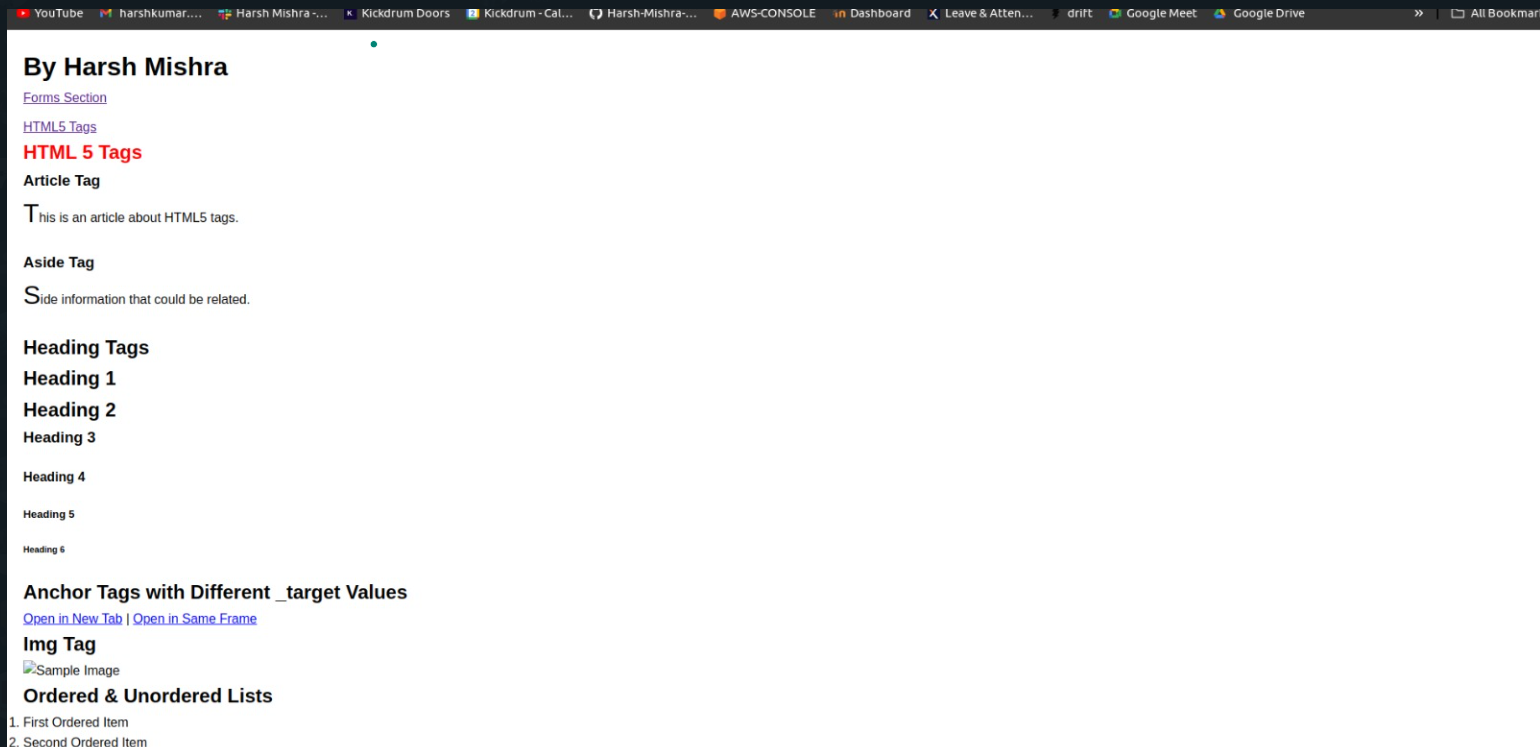 YouTube harshkumar.... Harsh Mishra -... Kickdrum Doors Kickdrum - Cal... Harsh-Mishra-... AWS-CONSOLE Dashboard Leave & Atten... drift Google Meet Google Drive » All Bookmar
By Harsh Mishra
Forms Section
HTML5 Tags
HTML 5 Tags
Article Tag
This is an article about HTML5 tags.
Aside Tag
Side information that could be related.
Heading Tags
Heading 1
Heading 2
Heading 3
Heading 4
Heading 5
Heading 6
Anchor Tags with Different _target Values
Open in New Tab | Open in Same Frame
Img Tag
Sample Image
Ordered & Unordered Lists
1. First Ordered Item
2. Second Ordered Item